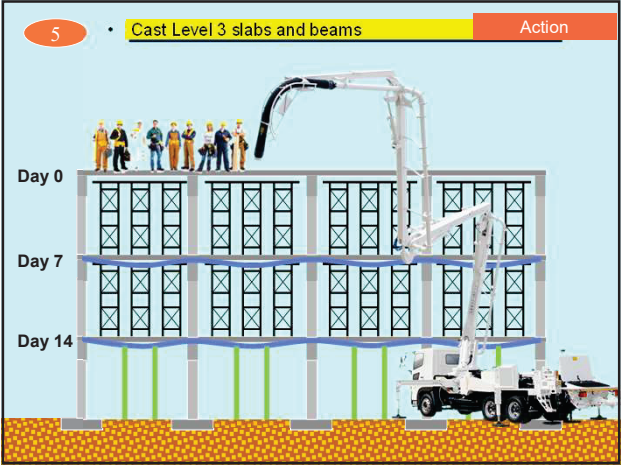 5
• Cast Level 3 slabs and beams
Action
Day 0
Day 7
Day 14